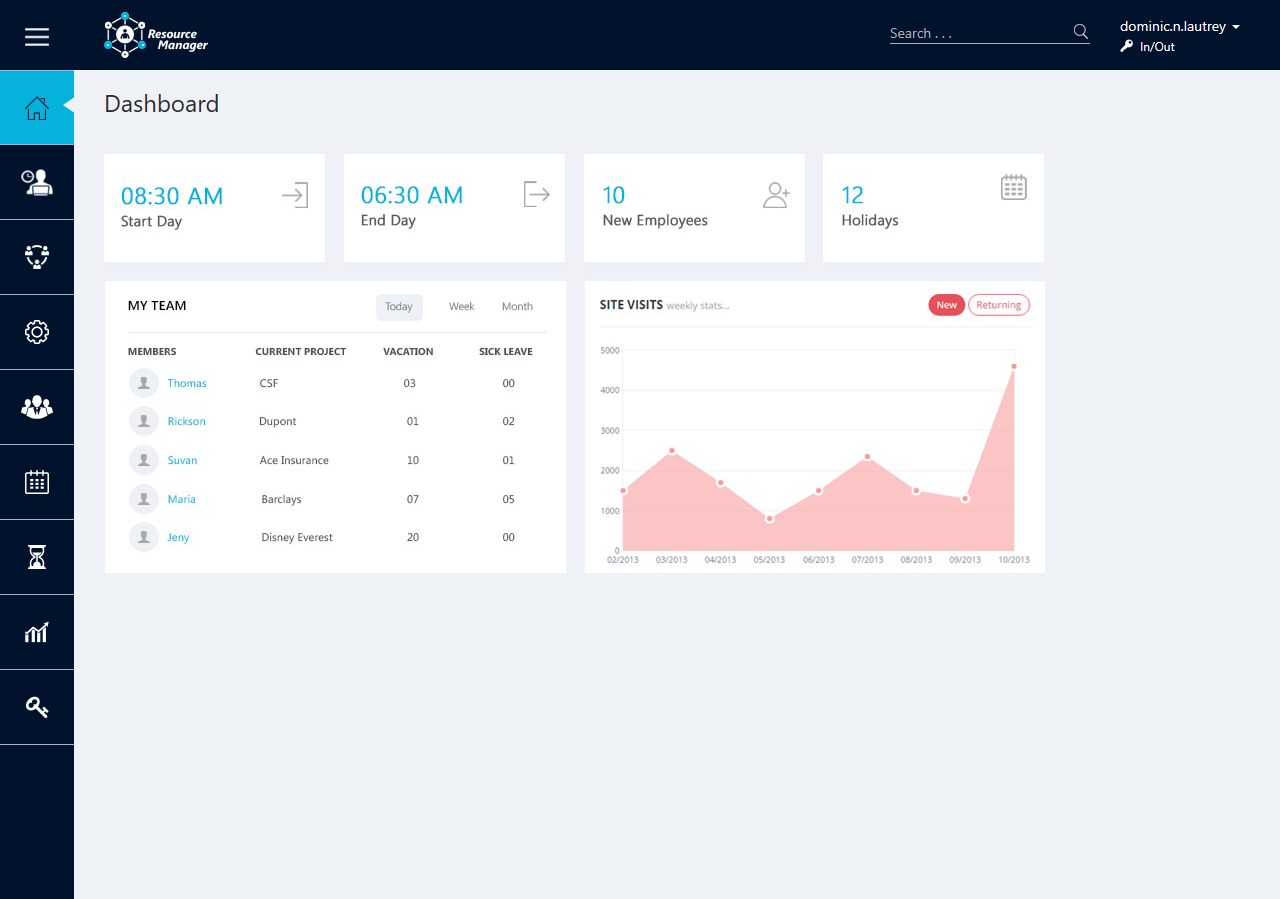 Resource
Manager
Search . . .
dominic.n.lautrey
In/Out
Dashboard
08:30 AM
Start Day
06:30 AM
End Day
10
New Employees
12
Holidays
MY TEAM Today Week Month
MEMBERS CURRENT PROJECT VACATION SICK LEAVE
Thomas CSF 03 00
Rickson Dupont 01 02
Suvan Ace Insurance 10 01
Maria Barclays 07 05
Jeny Disney Everest 20 00
SITE VISITS weekly stats... New Returning
5000
4000
3000
2000
1000
0
02/2013 03/2013 04/2013 05/2013 06/2013 07/2013 08/2013 09/2013 10/2013